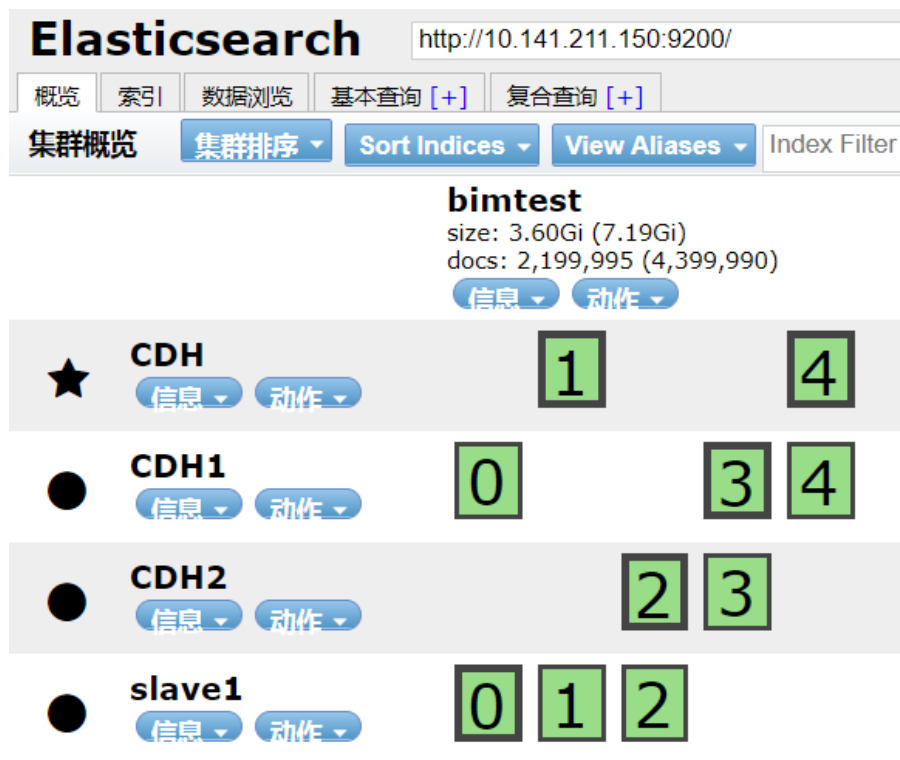 Elasticsearch http://10.141.211.150:9200/
概览 索引 数据浏览 基本查询 [+] 复合查询 [+]
集群概览 集群排序 Sort Indices View Aliases Index Filter
bimtest
size: 3.60Gi (7.19Gi)
docs: 2,199,995 (4,399,990)
信息 动作
CDH 1 4
信息 动作
CDH1 0 3 4
信息 动作
CDH2 2 3
信息 动作
slave1 0 1 2
信息 动作